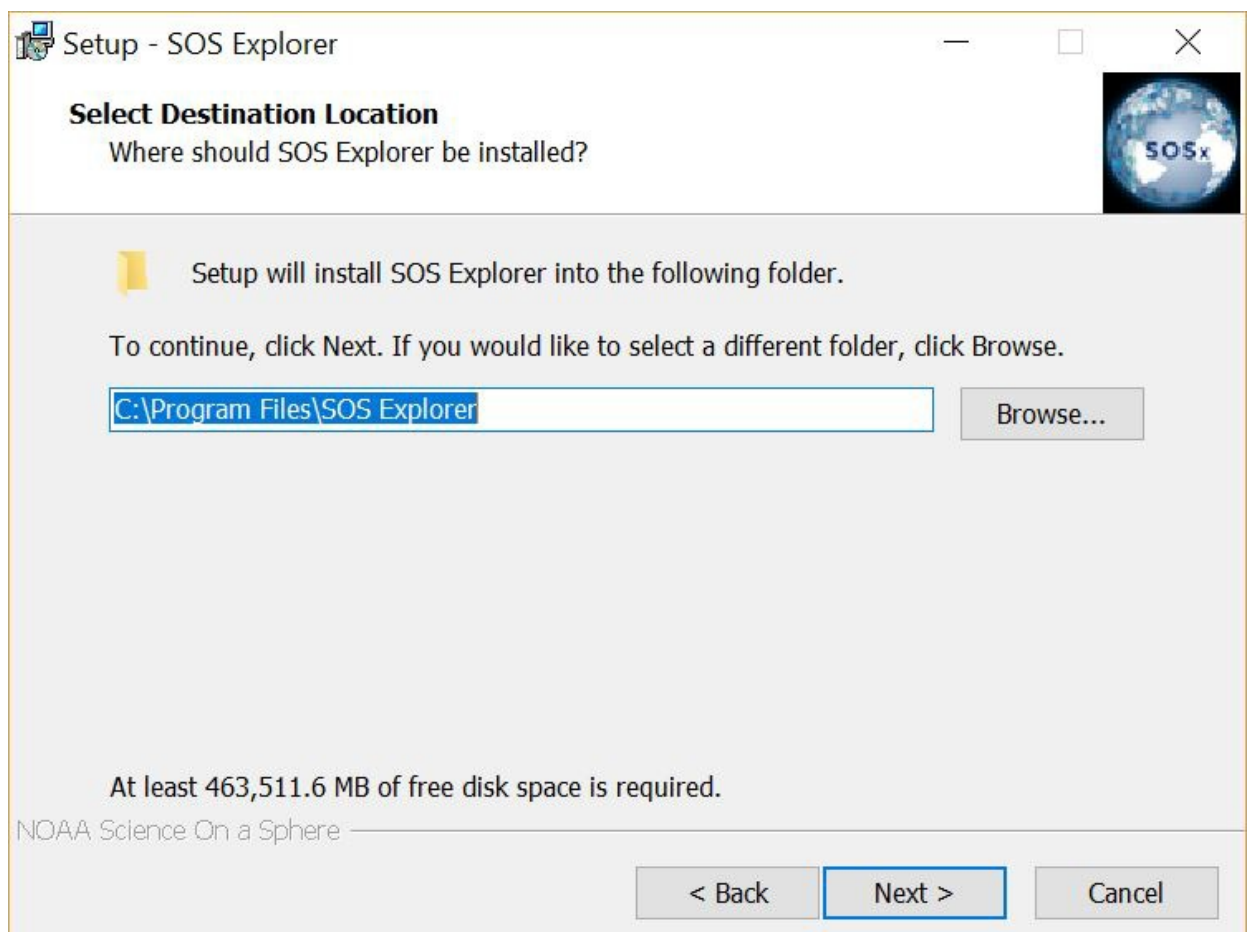 Setup - SOS Explorer
Select Destination Location
Where should SOS Explorer be installed?
SOSx
Setup will install SOS Explorer into the following folder.
To continue, click Next. If you would like to select a different folder, click Browse.
C:\Program Files\SOS Explorer
Browse...
At least 463,511.6 MB of free disk space is required.
NOAA Science On a Sphere
< Back
Next >
Cancel